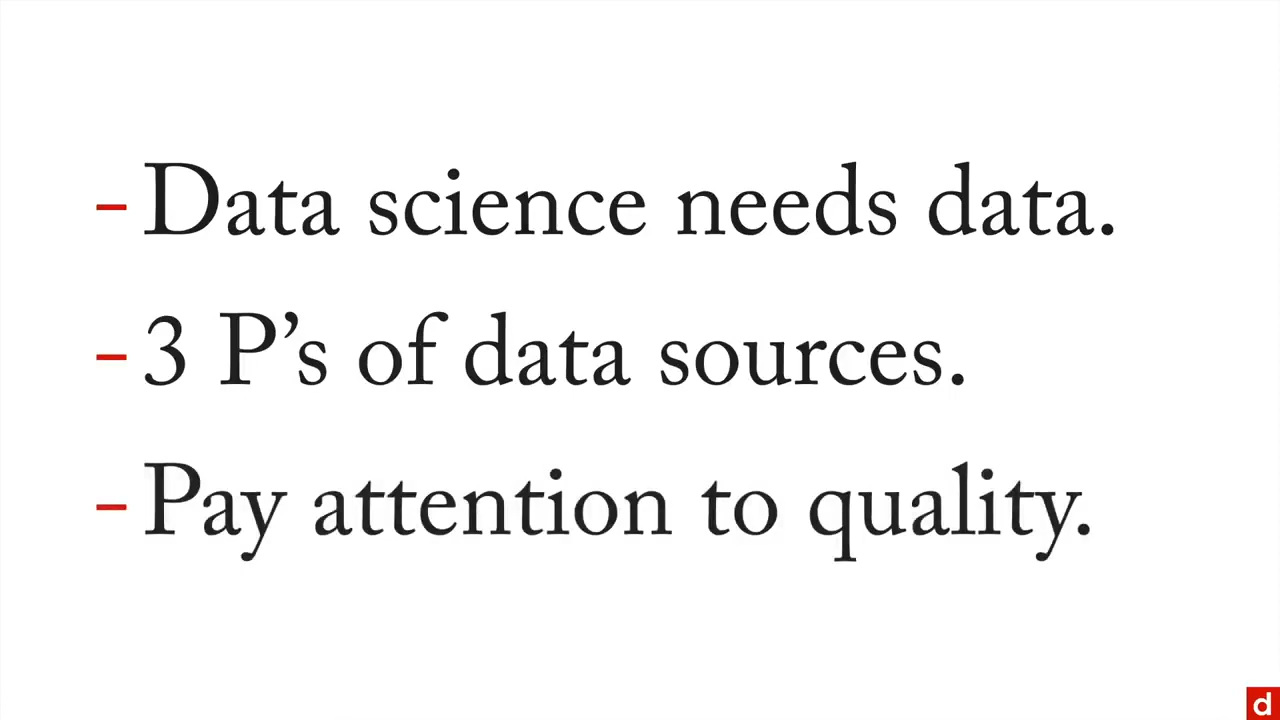 - Data science needs data.
- 3 P’s of data sources.
- Pay attention to quality.
d